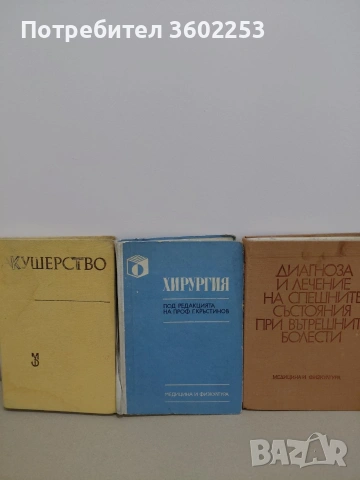 Потребител 3602253
КУШЕРСТВО
ХИРУРГИЯ
ПОД РЕДАКЦИЯТА
НА ПРОФ. Г. КРЪСТИНОВ
МЕДИЦИНА И ФИЗКУЛТУРА
ДИАГНОЗА
И ЛЕЧЕНИЕ
НА СПЕШНИТЕ
СЪСТОЯНИЯ
ПРИ ВЪТРЕШНИТЕ
БОЛЕСТИ
МЕДИЦИНА И ФИЗКУЛТУРА
bazar